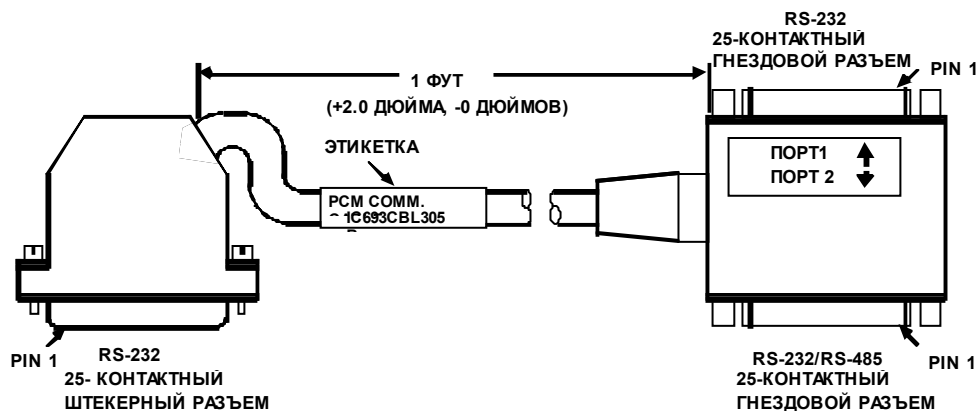 RS-232
25-КОНТАКТНЫЙ
ГНЕЗДОВОЙ РАЗЪЕМ
PIN 1
1 ФУТ
(+2.0 ДЮЙМА, -0 ДЮЙМОВ)
ЭТИКЕТКА
ПОРТ1
ПОРТ 2
PCM COMM.
1C693CBL305
PIN 1
RS-232
25- КОНТАКТНЫЙ
ШТЕКЕРНЫЙ РАЗЪЕМ
RS-232/RS-485
25-КОНТАКТНЫЙ
ГНЕЗДОВОЙ РАЗЪЕМ
PIN 1